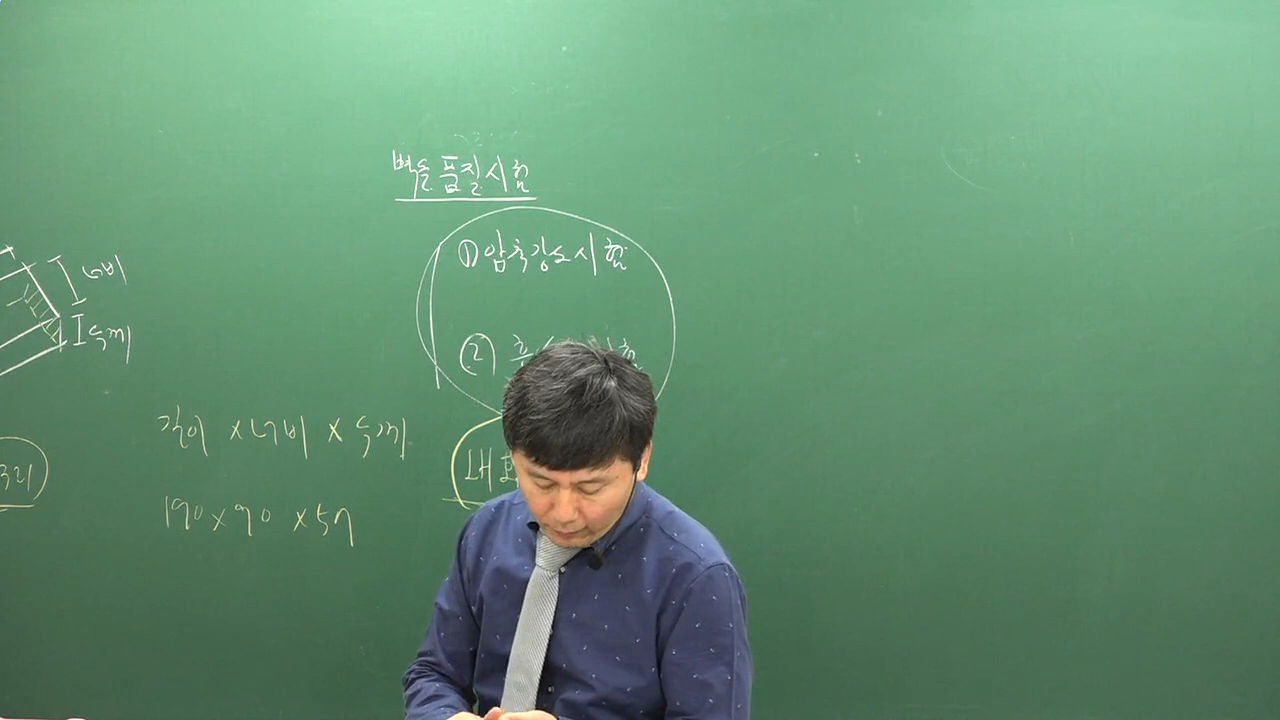 벽돌품질시험
① 압축강도시험
②
너비
두께
길이 × 너비 × 두께
190 × 90 × 57
내화